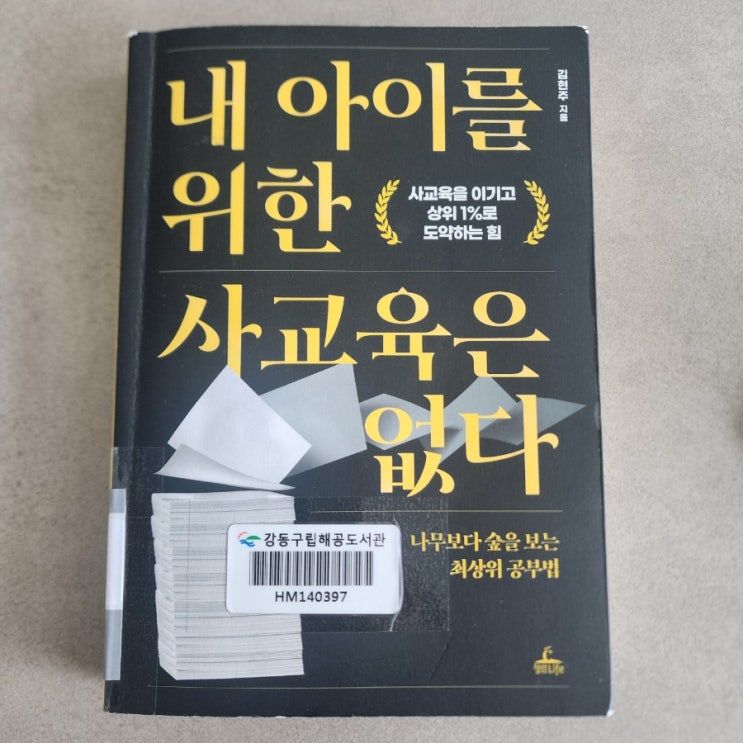 내 아이를
김현주 지음
위한
사교육을 이기고
상위 1%로
도약하는 힘
사교육은
없다
나무보다 숲을 보는
최상위 공부법
강동구립해공도서관
HM140397
Life